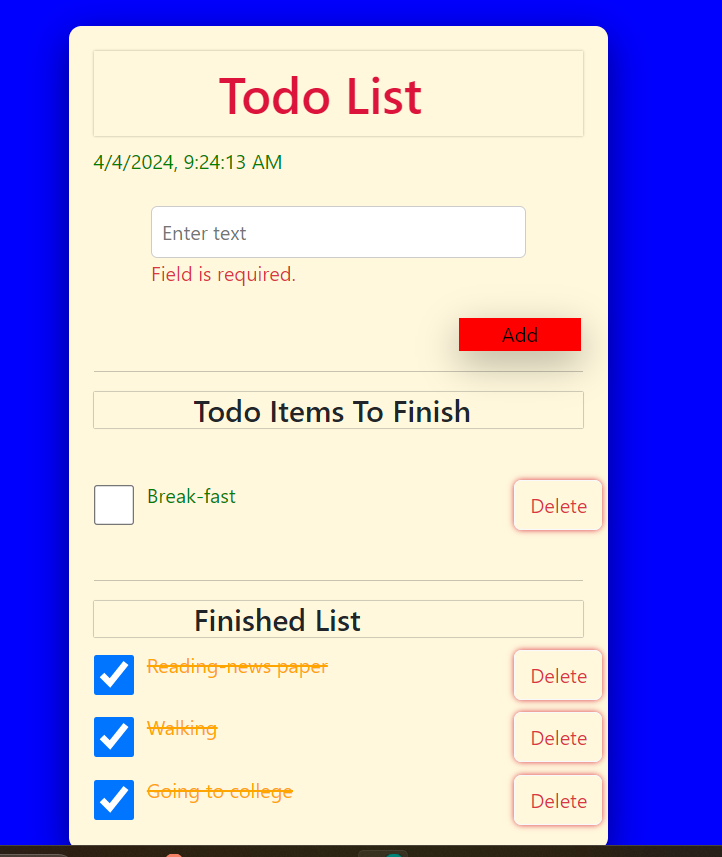 Todo List
4/4/2024, 9:24:13 AM
Enter text
Field is required.
Add
Todo Items To Finish
Break-fast Delete
Finished List
Reading-news paper Delete
Walking Delete
Going to college Delete